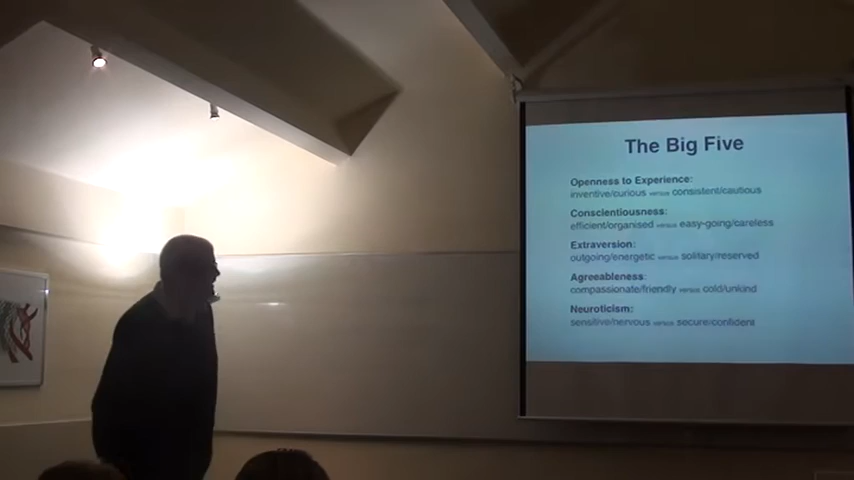 The Big Five
Openness to Experience:
inventive/curious versus consistent/cautious
Conscientiousness:
efficient/organised versus easy-going/careless
Extraversion:
outgoing/energetic versus solitary/reserved
Agreeableness:
compassionate/friendly versus cold/unkind
Neuroticism:
sensitive/nervous versus secure/confident